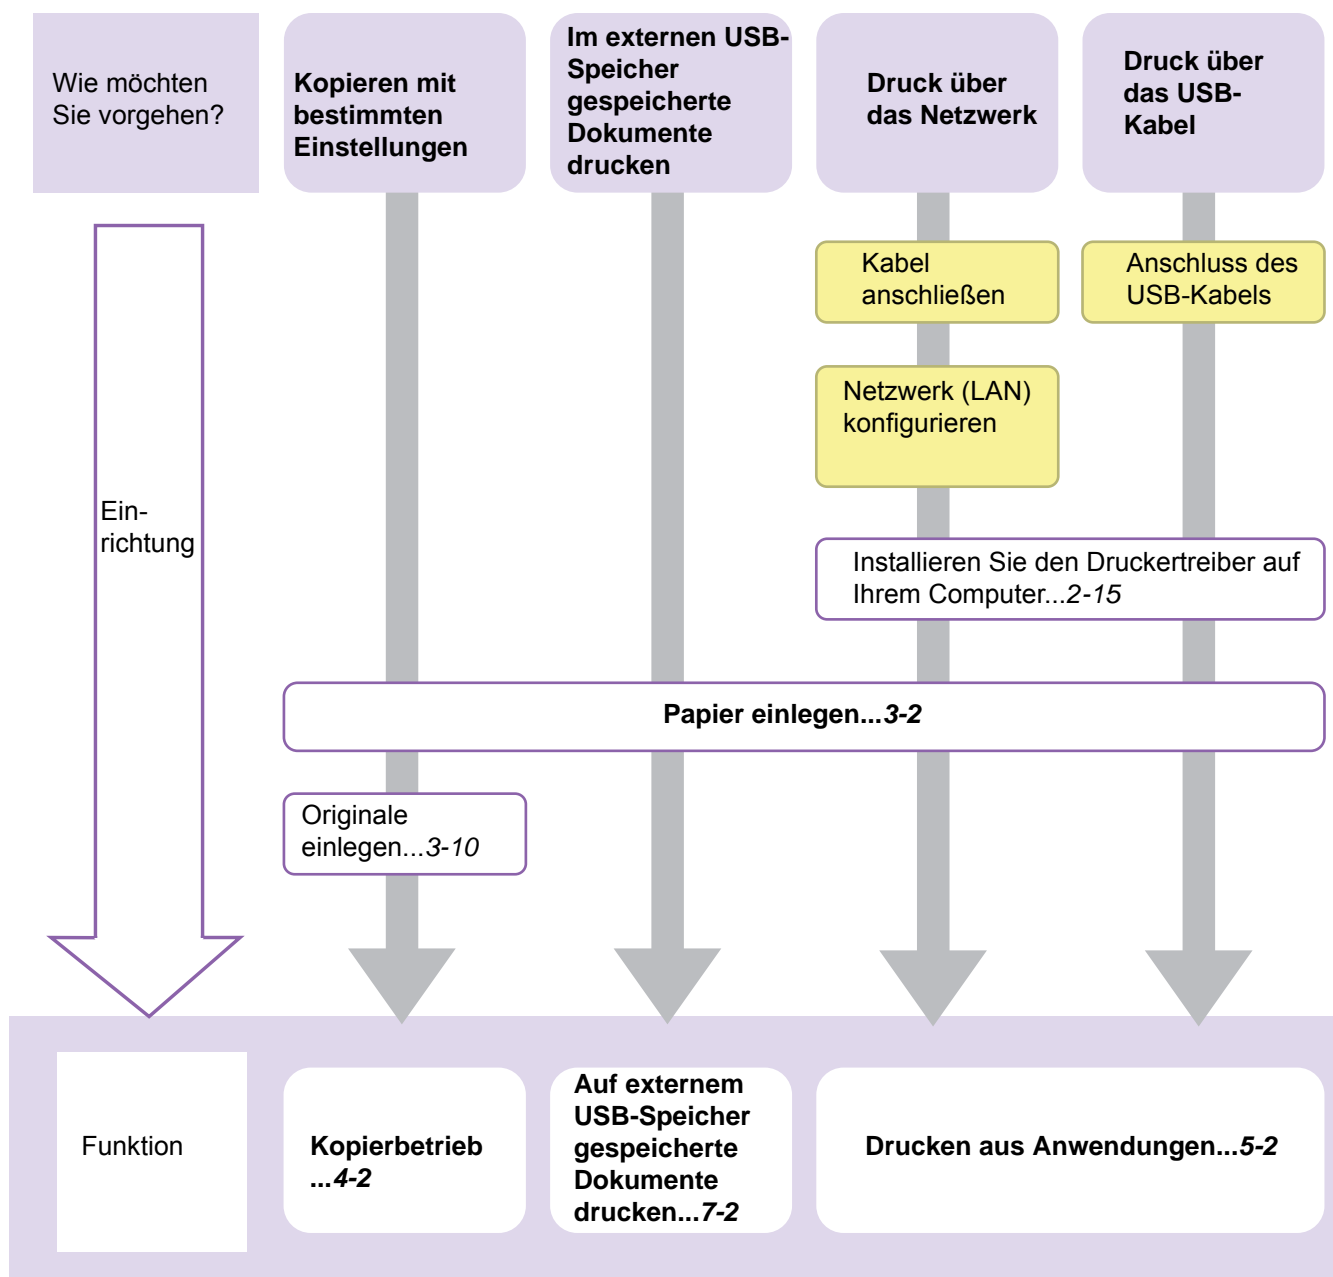 Wie möchten
Sie vorgehen?
Kopieren mit
bestimmten
Einstellungen
Im externen USB-
Speicher
gespeicherte
Dokumente
drucken
Druck über
das Netzwerk
Druck über
das USB-
Kabel
Ein-
richtung
Kabel
anschließen
Anschluss des
USB-Kabels
Netzwerk (LAN)
konfigurieren
Installieren Sie den Druckertreiber auf
Ihrem Computer...2-15
Papier einlegen...3-2
Originale
einlegen...3-10
Funktion
Kopierbetrieb
...4-2
Auf externem
USB-Speicher
gespeicherte
Dokumente
drucken...7-2
Drucken aus Anwendungen...5-2